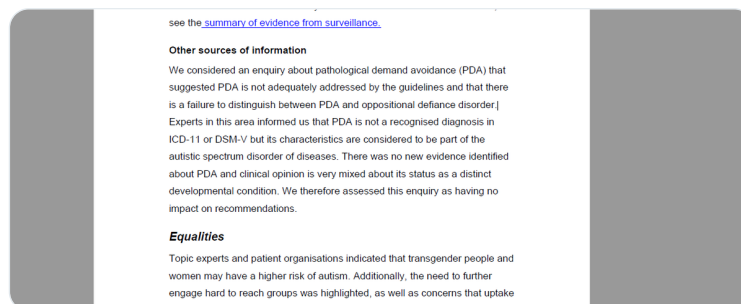 see the summary of evidence from surveillance.
Other sources of information
We considered an enquiry about pathological demand avoidance (PDA) that
suggested PDA is not adequately addressed by the guidelines and that there
is a failure to distinguish between PDA and oppositional defiance disorder.|
Experts in this area informed us that PDA is not a recognised diagnosis in
ICD-11 or DSM-V but its characteristics are considered to be part of the
autistic spectrum disorder of diseases. There was no new evidence identified
about PDA and clinical opinion is very mixed about its status as a distinct
developmental condition. We therefore assessed this enquiry as having no
impact on recommendations.
Equalities
Topic experts and patient organisations indicated that transgender people and
women may have a higher risk of autism. Additionally, the need to further
engage hard to reach groups was highlighted, as well as concerns that uptake